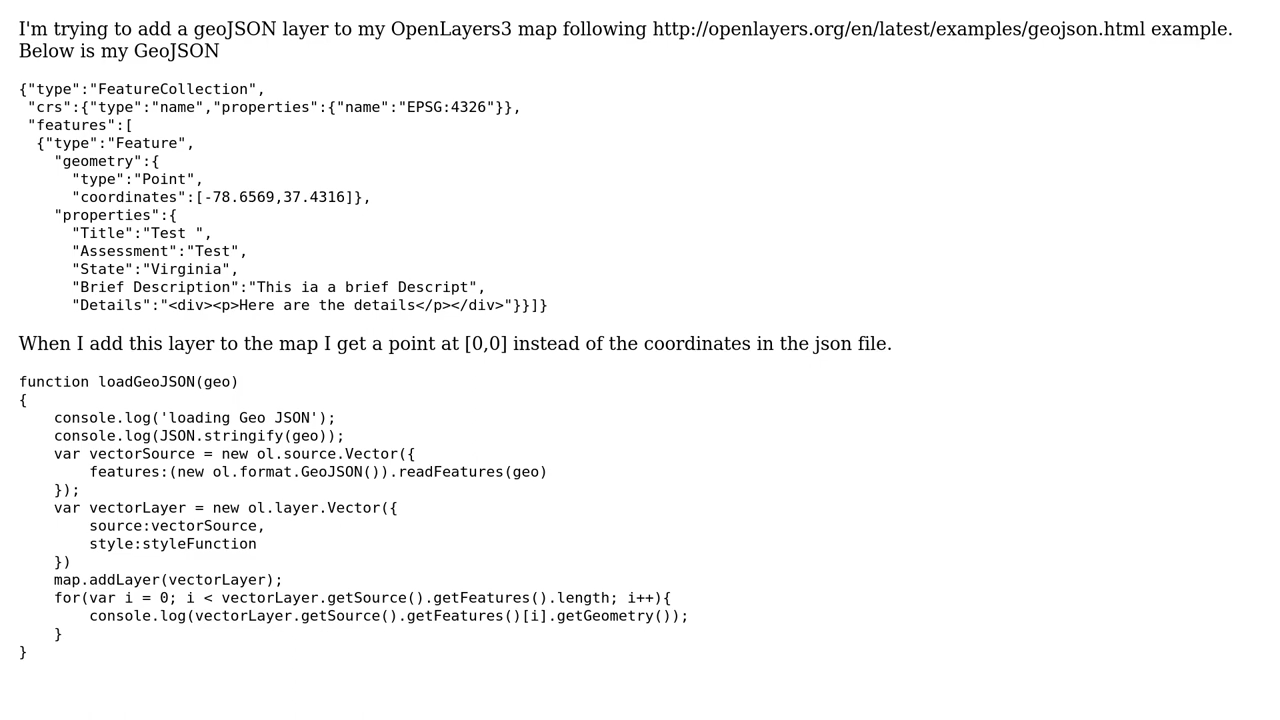 I'm trying to add a geoJSON layer to my OpenLayers3 map following http://openlayers.org/en/latest/examples/geojson.html example.
Below is my GeoJSON
{"type":"FeatureCollection",
 "crs":{"type":"name","properties":{"name":"EPSG:4326"}},
 "features":[
  {"type":"Feature",
    "geometry":{
      "type":"Point",
      "coordinates":[-78.6569,37.4316]},
    "properties":{
      "Title":"Test ",
      "Assessment":"Test",
      "State":"Virginia",
      "Brief Description":"This ia a brief Descript",
      "Details":"<div><p>Here are the details</p></div>"}}]}
When I add this layer to the map I get a point at [0,0] instead of the coordinates in the json file.
function loadGeoJSON(geo)
{
    console.log('loading Geo JSON');
    console.log(JSON.stringify(geo));
    var vectorSource = new ol.source.Vector({
        features:(new ol.format.GeoJSON()).readFeatures(geo)
    });
    var vectorLayer = new ol.layer.Vector({
        source:vectorSource,
        style:styleFunction
    })
    map.addLayer(vectorLayer);
    for(var i = 0; i < vectorLayer.getSource().getFeatures().length; i++){
        console.log(vectorLayer.getSource().getFeatures()[i].getGeometry());
    }
}